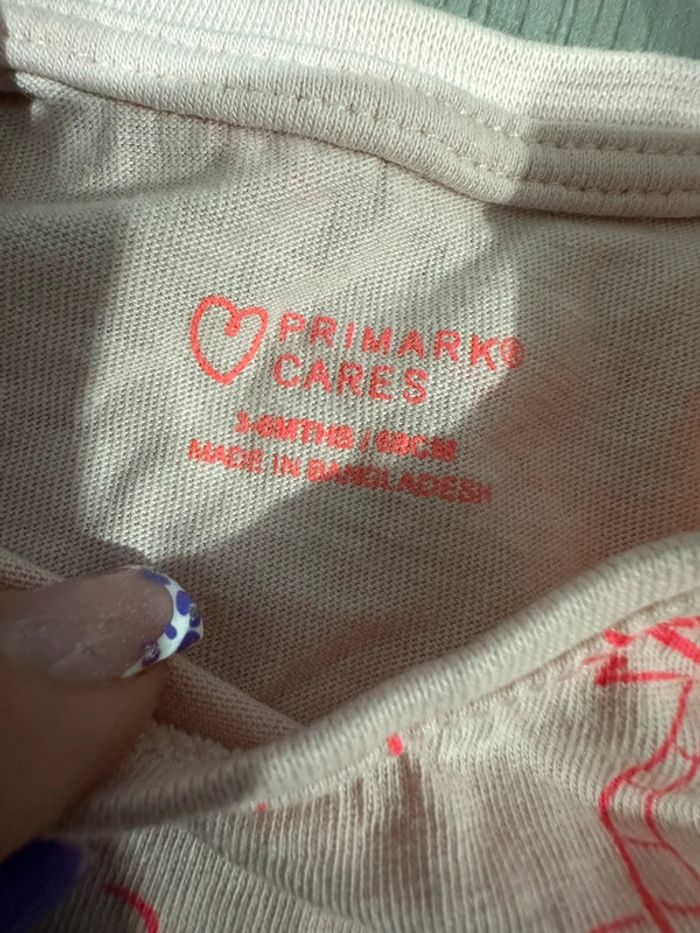 PRIMARK®
CARES
3-6MTHS / 68CM
MADE IN BANGLADESH